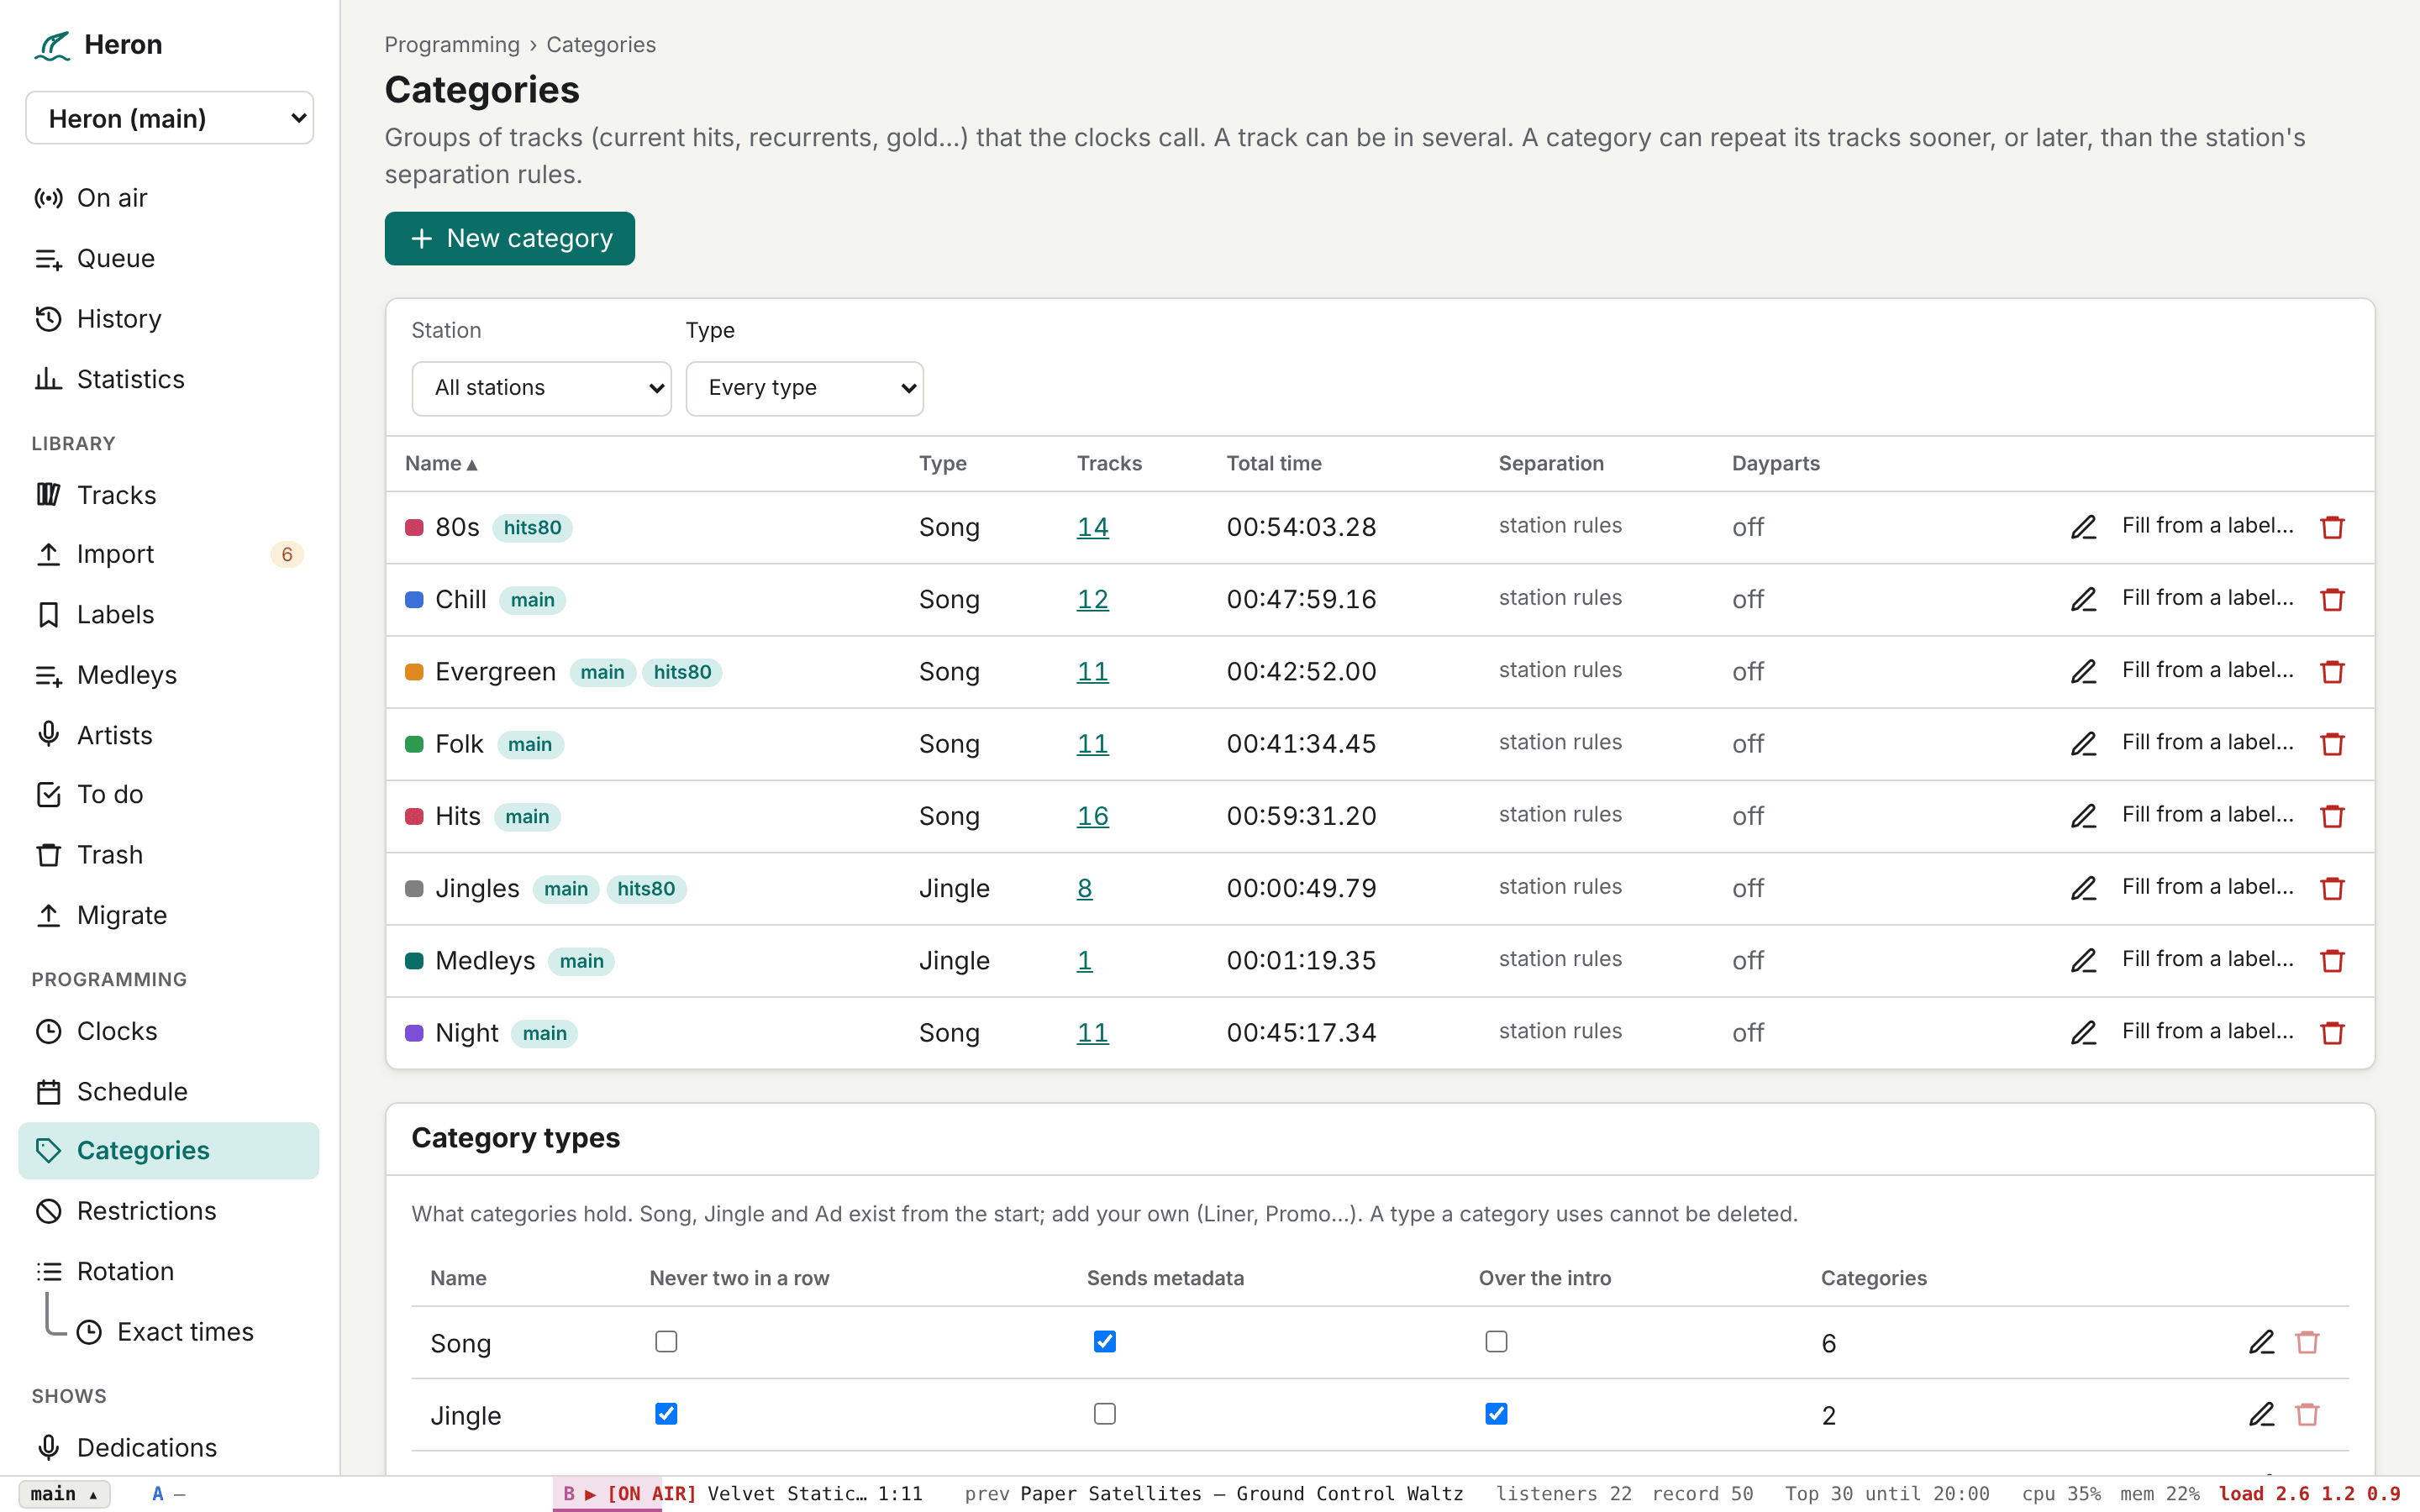 Heron
Heron (main)
On air
Queue
History
Statistics
LIBRARY
Tracks
Import 6
Labels
Medleys
Artists
To do
Trash
Migrate
PROGRAMMING
Clocks
Schedule
Categories
Restrictions
Rotation
Exact times
SHOWS
Dedications
Programming › Categories
Categories
Groups of tracks (current hits, recurrents, gold...) that the clocks call. A track can be in several. A category can repeat its tracks sooner, or later, than the station's
separation rules.
+ New category
Station Type
All stations Every type
Name ▴ Type Tracks Total time Separation Dayparts
80s hits80 Song 14 00:54:03.28 station rules off Fill from a label...
Chill main Song 12 00:47:59.16 station rules off Fill from a label...
Evergreen main hits80 Song 11 00:42:52.00 station rules off Fill from a label...
Folk main Song 11 00:41:34.45 station rules off Fill from a label...
Hits main Song 16 00:59:31.20 station rules off Fill from a label...
Jingles main hits80 Jingle 8 00:00:49.79 station rules off Fill from a label...
Medleys main Jingle 1 00:01:19.35 station rules off Fill from a label...
Night main Song 11 00:45:17.34 station rules off Fill from a label...
Category types
What categories hold. Song, Jingle and Ad exist from the start; add your own (Liner, Promo...). A type a category uses cannot be deleted.
Name Never two in a row Sends metadata Over the intro Categories
Song 6
Jingle 2
main ▴ A – B ▶ [ON AIR] Velvet Static… 1:11 prev Paper Satellites – Ground Control Waltz listeners 22 record 50 Top 30 until 20:00 cpu 35% mem 22% load 2.6 1.2 0.9